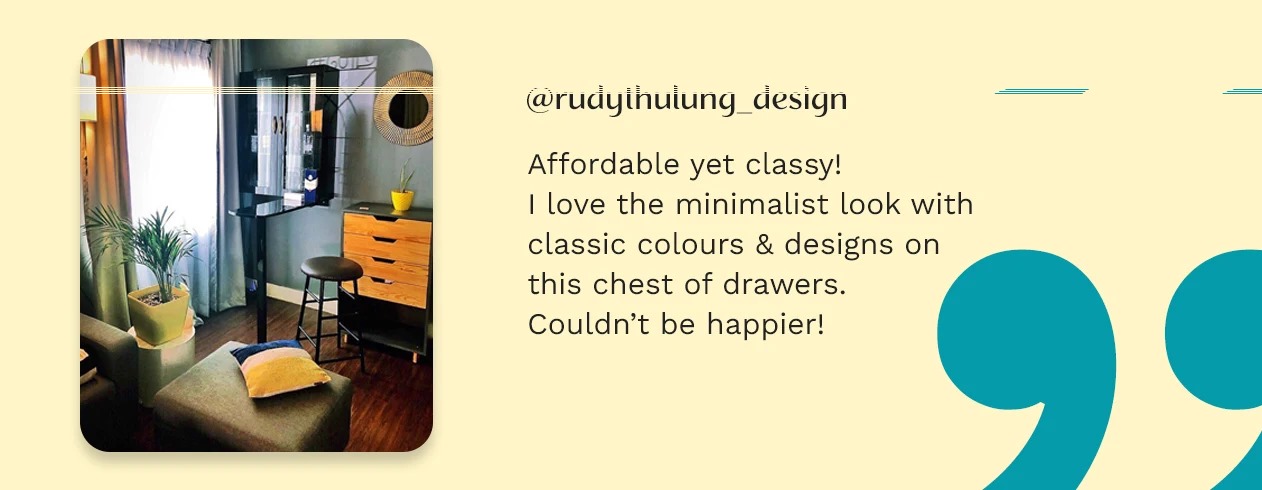 @rudythulung_design
Affordable yet classy!
I love the minimalist look with
classic colours & designs on
this chest of drawers.
Couldn’t be happier!